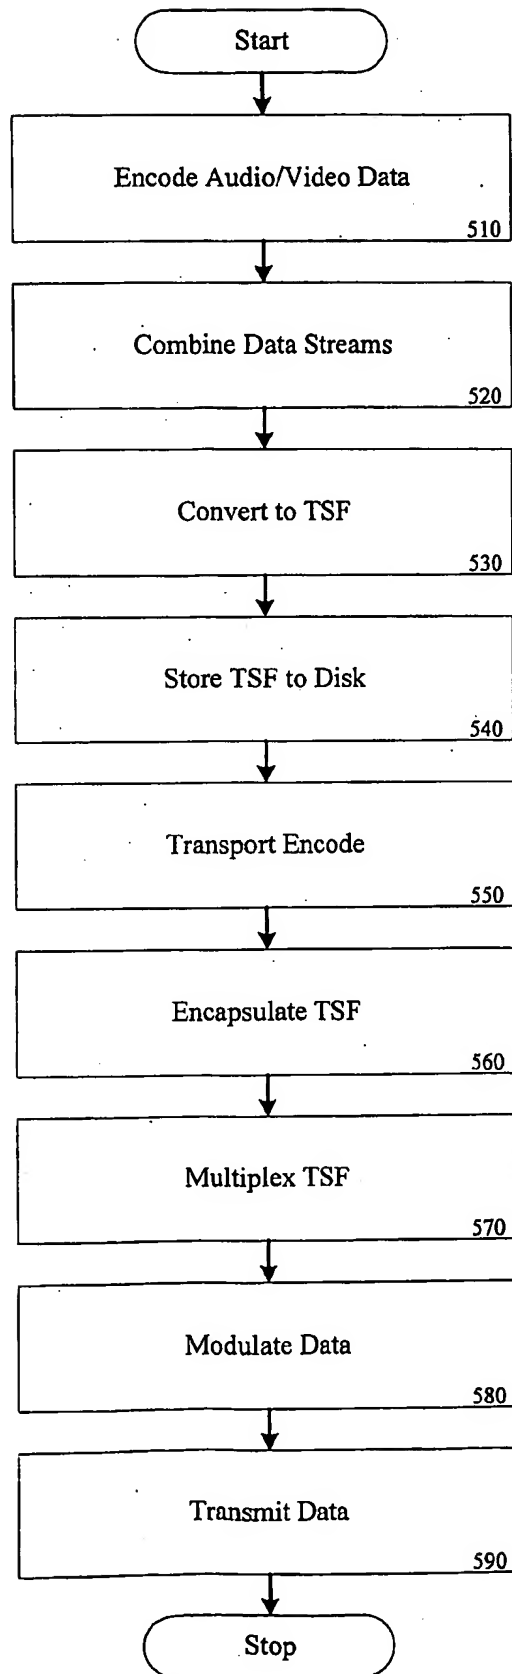 Start
Encode Audio/Video Data
510
Combine Data Streams
520
Convert to TSF
530
Store TSF to Disk
540
Transport Encode
550
Encapsulate TSF
560
Multiplex TSF
570
Modulate Data
580
Transmit Data
590
Stop